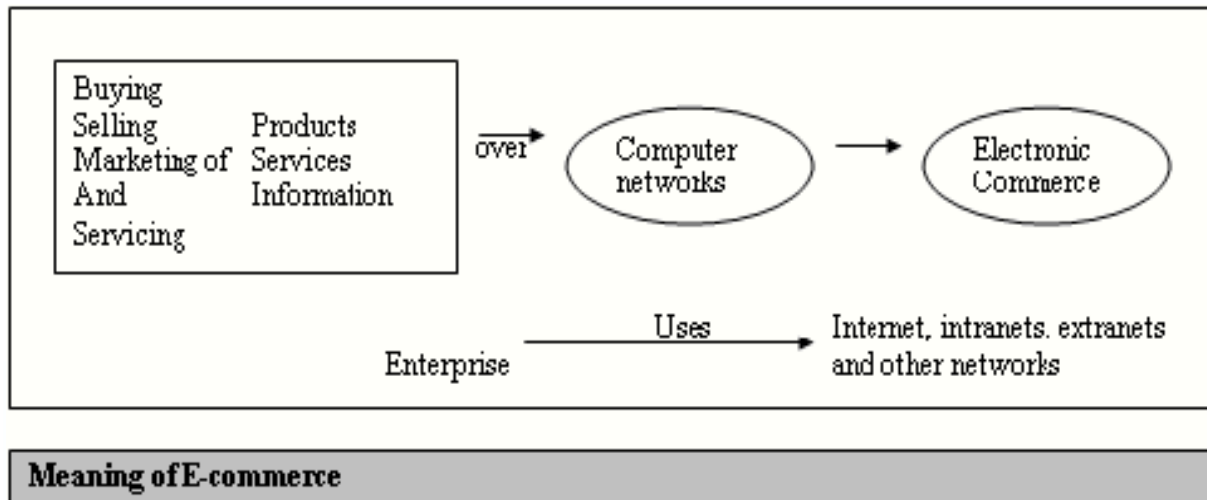 Buying
Selling Products
Marketing of Services
And Information
Servicing
over
Computer
networks
Electronic
Commerce
Enterprise
Uses
Internet, intranets. extranets
and other networks
Meaning of E-commerce